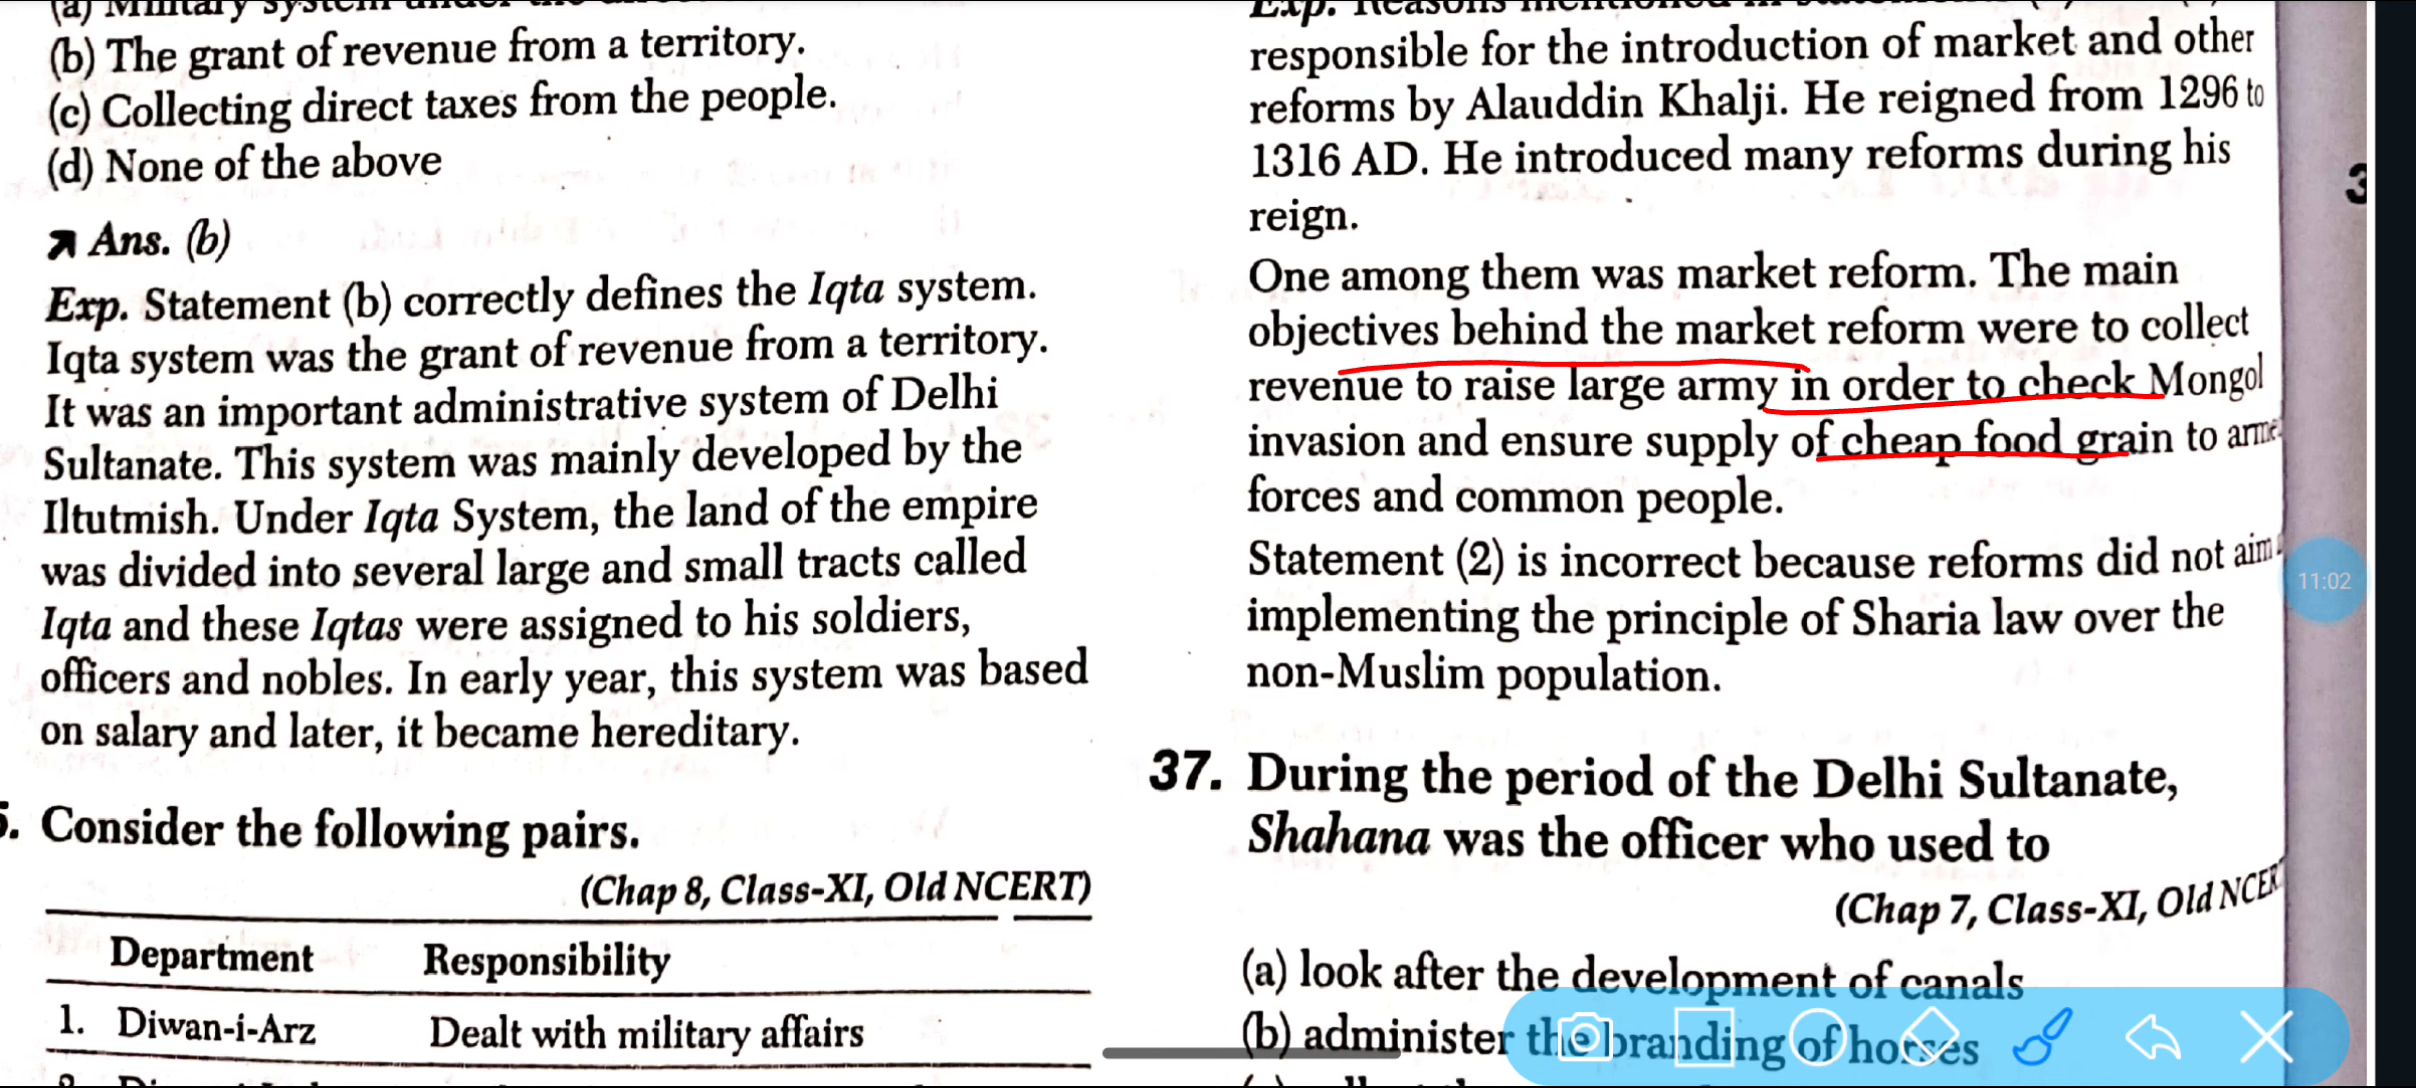 (b) The grant of revenue from a territory.
(c) Collecting direct taxes from the people.
(d) None of the above
Ans. (b)
Exp. Statement (b) correctly defines the Iqta system.
Iqta system was the grant of revenue from a territory.
It was an important administrative system of Delhi
Sultanate. This system was mainly developed by the
Iltutmish. Under Iqta System, the land of the empire
was divided into several large and small tracts called
Iqta and these Iqtas were assigned to his soldiers,
officers and nobles. In early year, this system was based
on salary and later, it became hereditary.
5. Consider the following pairs.
(Chap 8, Class-XI, Old NCERT)
Department Responsibility
1. Diwan-i-Arz Dealt with military affairs
responsible for the introduction of market and other
reforms by Alauddin Khalji. He reigned from 1296 to
1316 AD. He introduced many reforms during his
reign.
One among them was market reform. The main
objectives behind the market reform were to collect
revenue to raise large army in order to check Mongol
invasion and ensure supply of cheap food grain to
forces and common people.
Statement (2) is incorrect because reforms did not aim
implementing the principle of Sharia law over the
non-Muslim population.
37. During the period of the Delhi Sultanate,
Shahana was the officer who used to
(Chap 7, Class-XI, Old NCER
(a) look after the development of canals
(b) administer the branding of horses
3
11:02